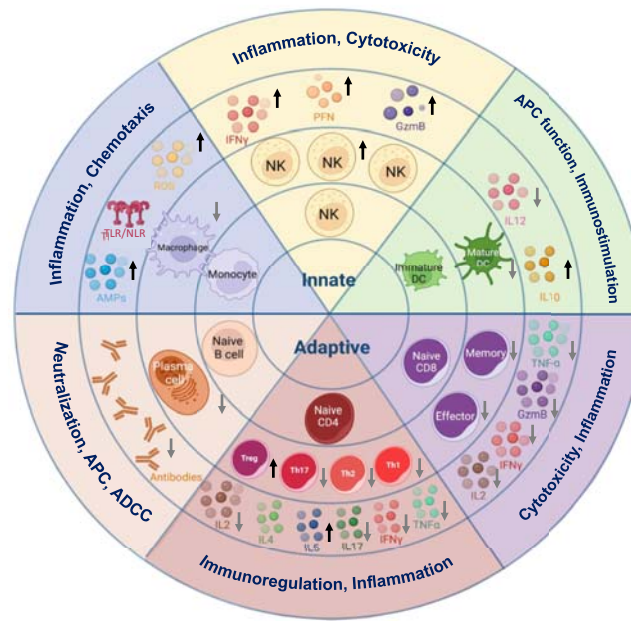 Inflammation, Cytotoxicity
IFNγ
PFN
GzmB
NK
NK
NK
NK
Inflammation, Chemotaxis
ROS
TLR/NLR
AMPs
Macrophage
Monocyte
APC function, Immunostimulation
IL12
IL10
Immature
DC
Mature
DC
Innate
Adaptive
Neutralization, APC, ADCC
Naive
B cell
Plasma
cell
Antibodies
Naive
CD8
Memory
Effector
TNFα
GzmB
IFNγ
IL2
Cytotoxicity, Inflammation
Naive
CD4
Treg
Th17
Th2
Th1
IL2
IL4
IL5
IL17
IFNγ
TNFα
Immunoregulation, Inflammation